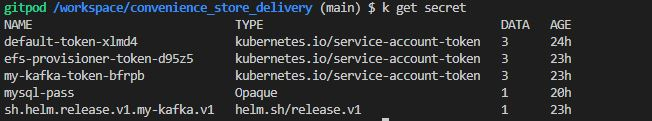 gitpod /workspace/convenience_store_delivery (main) $ k get secret
NAME TYPE DATA AGE
default-token-xlmd4 kubernetes.io/service-account-token 3 24h
efs-provisioner-token-d95z5 kubernetes.io/service-account-token 3 23h
my-kafka-token-bfrpb kubernetes.io/service-account-token 3 23h
mysql-pass Opaque 1 20h
sh.helm.release.v1.my-kafka.v1 helm.sh/release.v1 1 23h